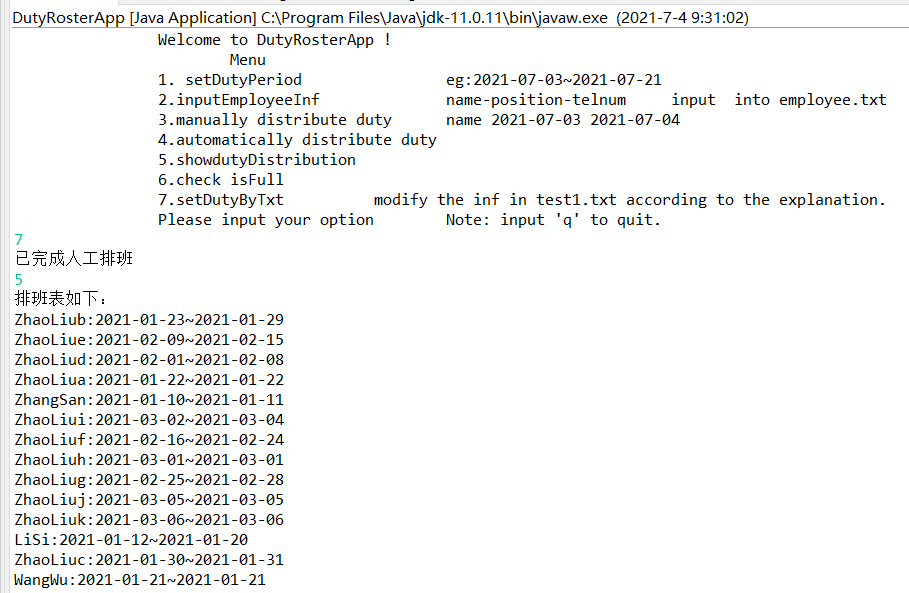 DutyRosterApp [Java Application] C:\Program Files\Java\jdk-11.0.11\bin\javaw.exe (2021-7-4 9:31:02)
Welcome to DutyRosterApp !
Menu
1. setDutyPeriod eg:2021-07-03~2021-07-21
2.inputEmployeeInf name-position-telnum input into employee.txt
3.manually distribute duty name 2021-07-03 2021-07-04
4.automatically distribute duty
5.showdutyDistribution
6.check isFull
7.setDutyByTxt modify the inf in test1.txt according to the explanation.
Please input your option Note: input 'q' to quit.
7
已完成人工排班
5
排班表如下：
ZhaoLiub:2021-01-23~2021-01-29
ZhaoLiue:2021-02-09~2021-02-15
ZhaoLiud:2021-02-01~2021-02-08
ZhaoLiua:2021-01-22~2021-01-22
ZhangSan:2021-01-10~2021-01-11
ZhaoLiui:2021-03-02~2021-03-04
ZhaoLiuf:2021-02-16~2021-02-24
ZhaoLiuh:2021-03-01~2021-03-01
ZhaoLiug:2021-02-25~2021-02-28
ZhaoLiuj:2021-03-05~2021-03-05
ZhaoLiuk:2021-03-06~2021-03-06
LiSi:2021-01-12~2021-01-20
ZhaoLiuc:2021-01-30~2021-01-31
WangWu:2021-01-21~2021-01-21